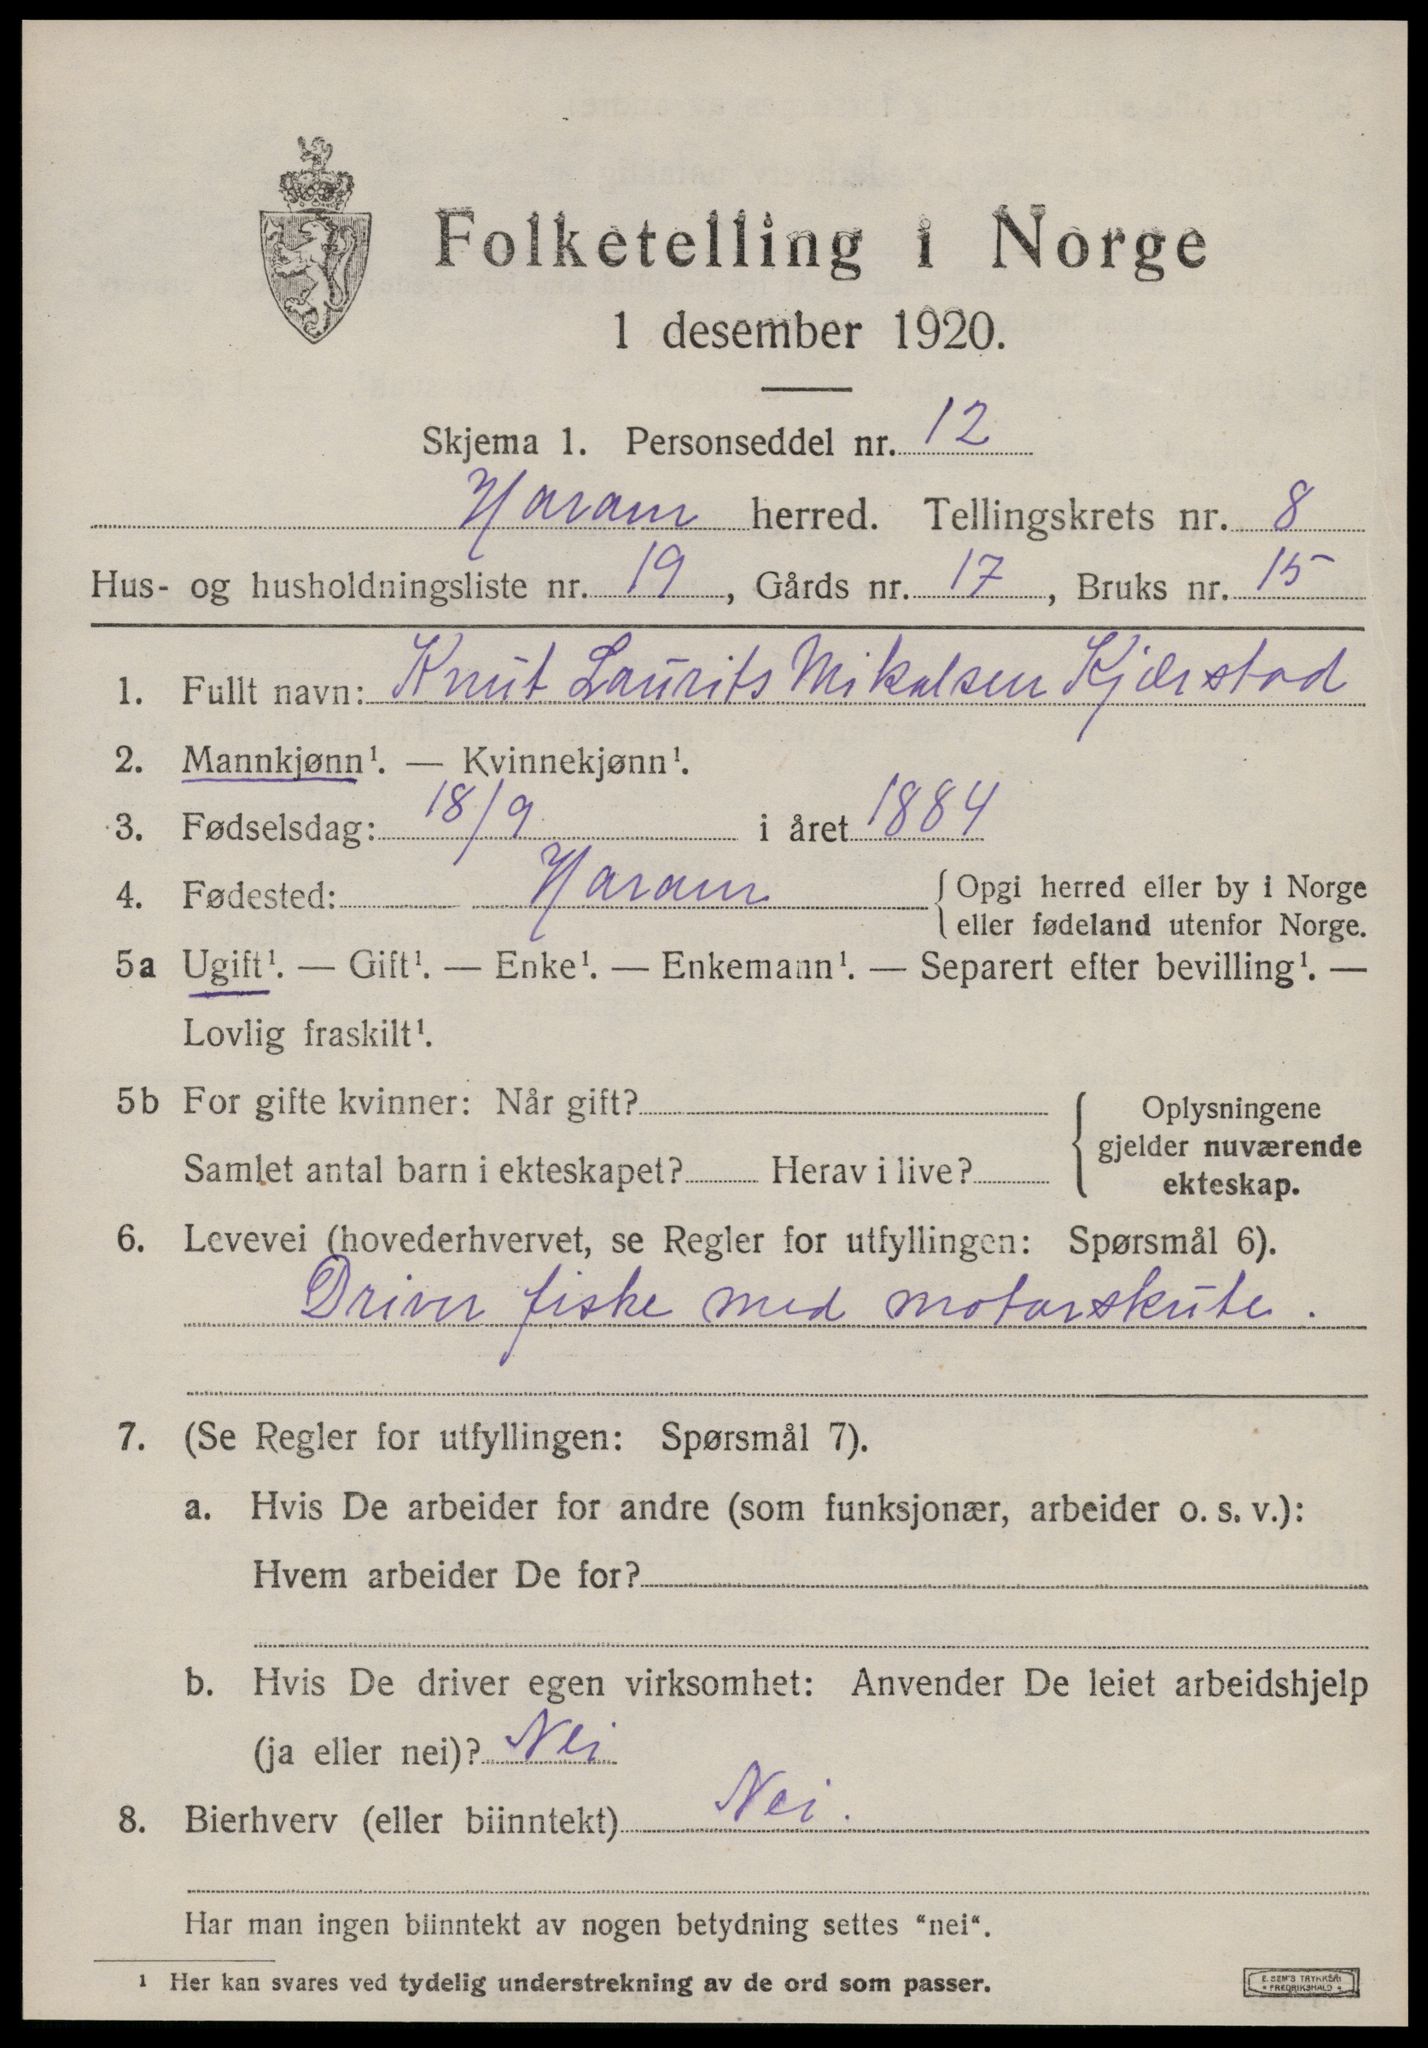 Folketelling i Norge
1 desember 1920.
Skjema 1. Personseddel nr. 12
Haram herred. Tellingskrets nr. 8
Hus- og husholdningsliste nr. 19, Gårds nr. 17, Bruks nr. 15
1. Fullt navn: Knut Laurits Mikalsen Kjærstad
2. Mannkjønn¹. — Kvinnekjønn¹.
3. Fødselsdag: 18/9 i året 1884
4. Fødested: Haram { Opgi herred eller by i Norge
eller fødeland utenfor Norge.
5a Ugift¹. — Gift¹. — Enke¹. — Enkemann¹. — Separert efter bevilling¹. —
Lovlig fraskilt¹.
5b For gifte kvinner: Når gift?
Samlet antal barn i ekteskapet? Herav i live?
{ Oplysningene
gjelder nuværende
ekteskap.
6. Levevei (hovederhvervet, se Regler for utfyllingen: Spørsmål 6).
Driver fiske med motorskute.
7. (Se Regler for utfyllingen: Spørsmål 7).
a. Hvis De arbeider for andre (som funksjonær, arbeider o. s. v.):
Hvem arbeider De for?
b. Hvis De driver egen virksomhet: Anvender De leiet arbeidshjelp
(ja eller nei)? Nei
8. Bierhverv (eller biinntekt) Nei.
Har man ingen biinntekt av nogen betydning settes “nei“.
1 Her kan svares ved tydelig understrekning av de ord som passer.
E. SEM'S TRYKKERI
FREDRIKSHALD